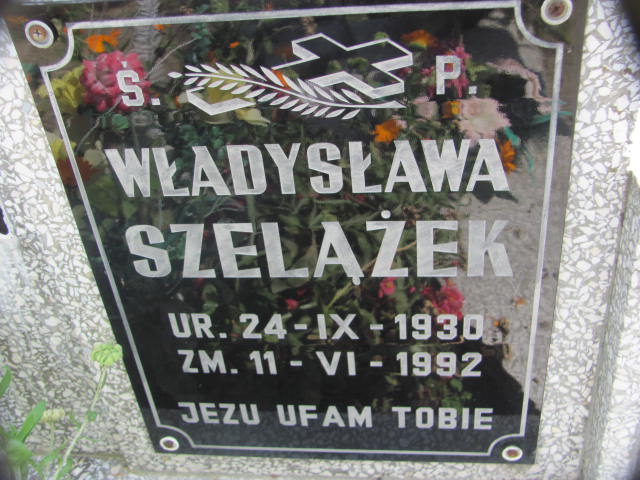 Ś. P.
WŁADYSŁAWA
SZELĄŻEK
UR. 24-IX-1930
ZM. 11-VI-1992
JEZU UFAM TOBIE